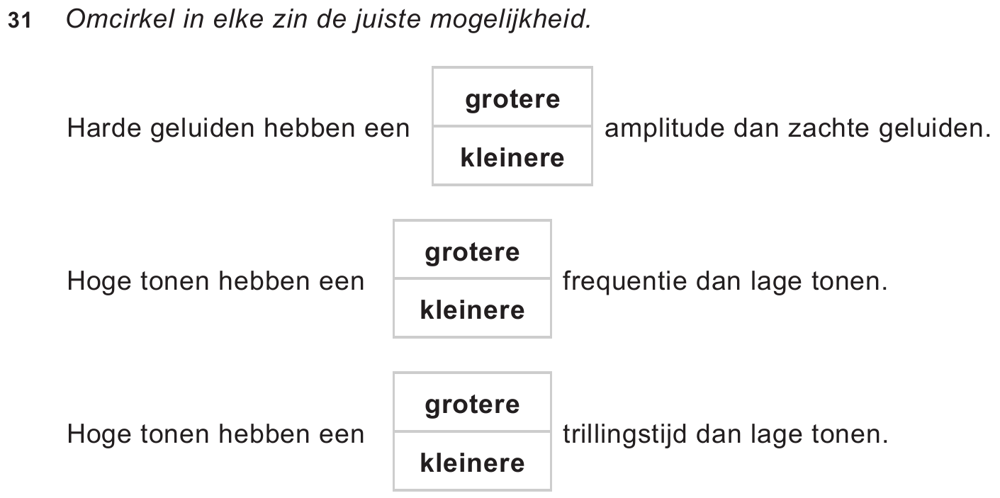 31 Omcirkel in elke zin de juiste mogelijkheid.
grotere
Harde geluiden hebben een amplitude dan zachte geluiden.
kleinere
grotere
Hoge tonen hebben een frequentie dan lage tonen.
kleinere
grotere
Hoge tonen hebben een trillingstijd dan lage tonen.
kleinere